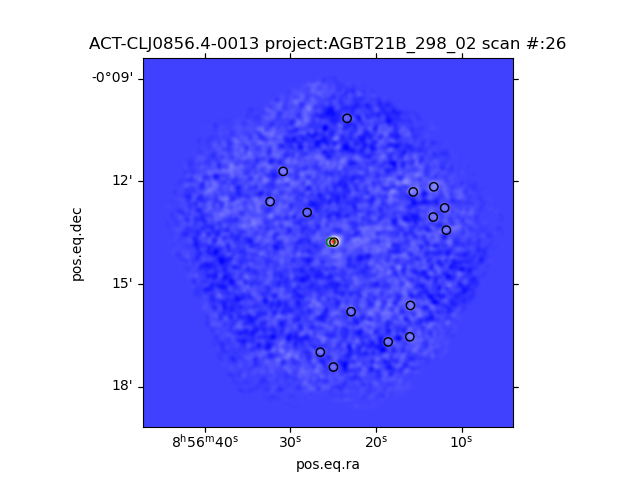 ACT-CLJ0856.4-0013 project:AGBT21B_298_02 scan #:26
-0°09'
12'
15'
18'
pos.eq.dec
8ʰ56ᵐ40ˢ 30ˢ 20ˢ 10ˢ
pos.eq.ra